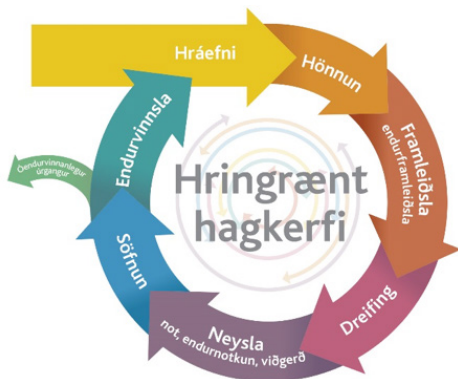 Hráefni
Hönnun
Framleiðsla
endurframleiðsla
Dreifing
Neysla
not, endurnotkun, viðgerð
Söfnun
Endurvinnsla
Óendurvinnanlegur
úrgangur
Hringrænt
hagkerfi